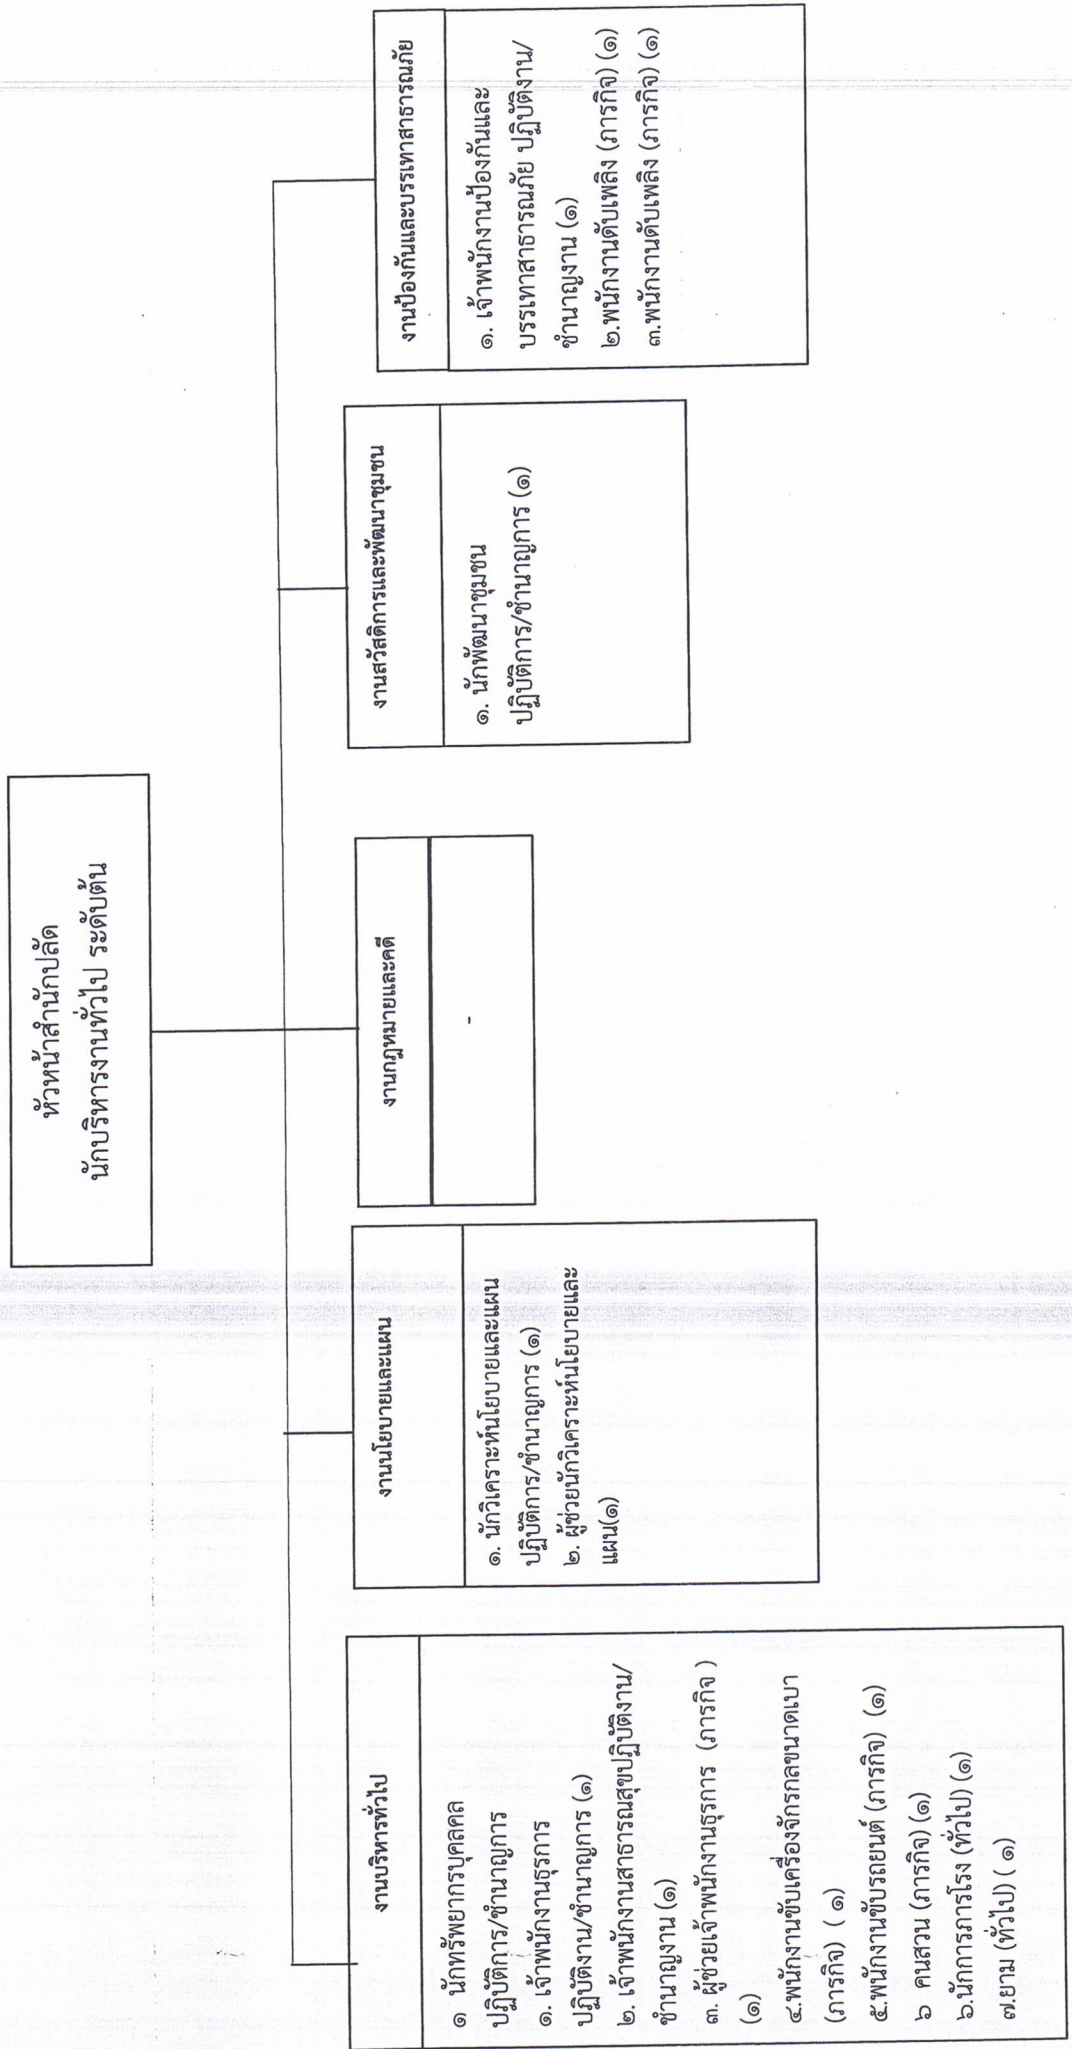 หัวหน้าสำนักปลัด
นักบริหารงานทั่วไป ระดับต้น
งานบริหารทั่วไป
๑ นักทรัพยากรบุคลคล
ปฏิบัติการ/ชำนาญการ
๑. เจ้าพนักงานธุรการ
ปฏิบัติงาน/ชำนาญการ (๑)
๒. เจ้าพนักงานสาธารณสุขปฏิบัติงาน/
ชำนาญงาน (๑)
๓. ผู้ช่วยเจ้าพนักงานธุรการ (ภารกิจ )
(๑)
๔.พนักงานขับเครื่องจักรกลขนาดเบา
(ภารกิจ) ( ๑)
๕.พนักงานขับรถยนต์ (ภารกิจ) (๑)
๖ คนสวน (ภารกิจ) (๑)
๖.นักการภารโรง (ทั่วไป) (๑)
๗.ยาม (ทั่วไป) ( ๑)
งานนโยบายและแผน
๑. นักวิเคราะห์นโยบายและแผน
ปฏิบัติการ/ชำนาญการ (๑)
๒. ผู้ช่วยนักวิเคราะห์นโยบายและ
แผน(๑)
งานกฎหมายและคดี
-
งานสวัสดิการและพัฒนาชุมชน
๑. นักพัฒนาชุมชน
ปฏิบัติการ/ชำนาญการ (๑)
งานป้องกันและบรรเทาสาธารณภัย
๑. เจ้าพนักงานป้องกันและ
บรรเทาสาธารณภัย ปฏิบัติงาน/
ชำนาญงาน (๑)
๒.พนักงานดับเพลิง (ภารกิจ) (๑)
๓.พนักงานดับเพลิง (ภารกิจ) (๑)